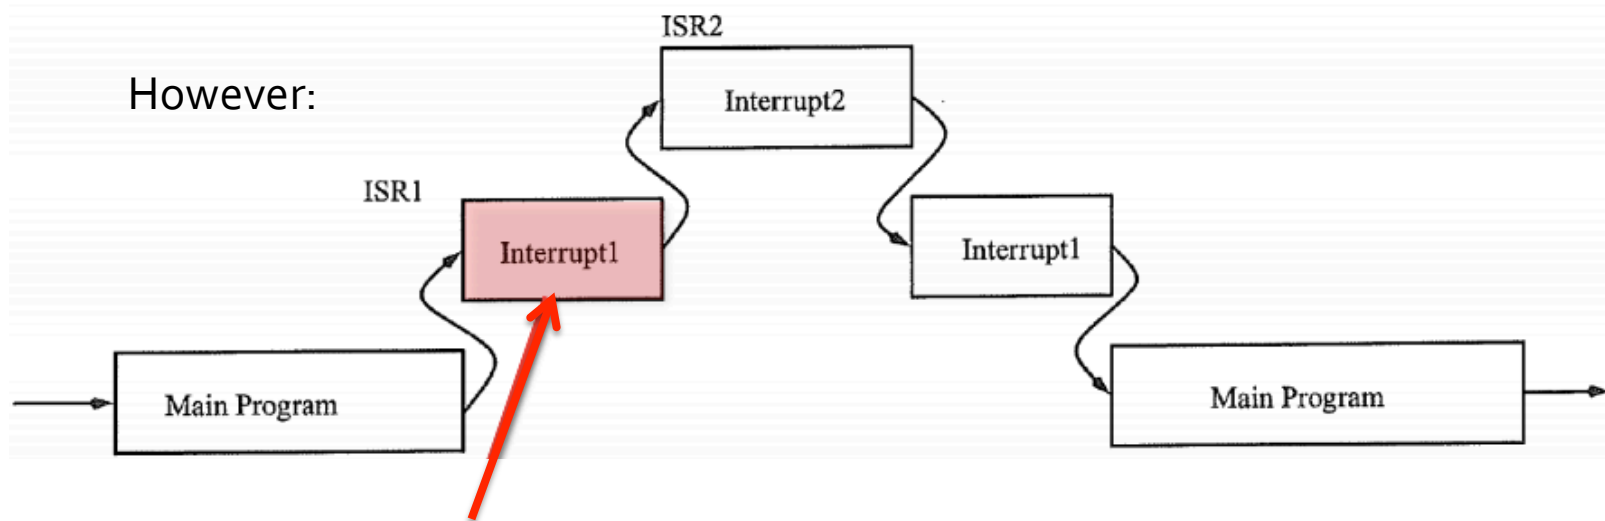 ISR2
However:
Interrupt2
ISR1
Interrupt1
Interrupt1
Main Program
Main Program